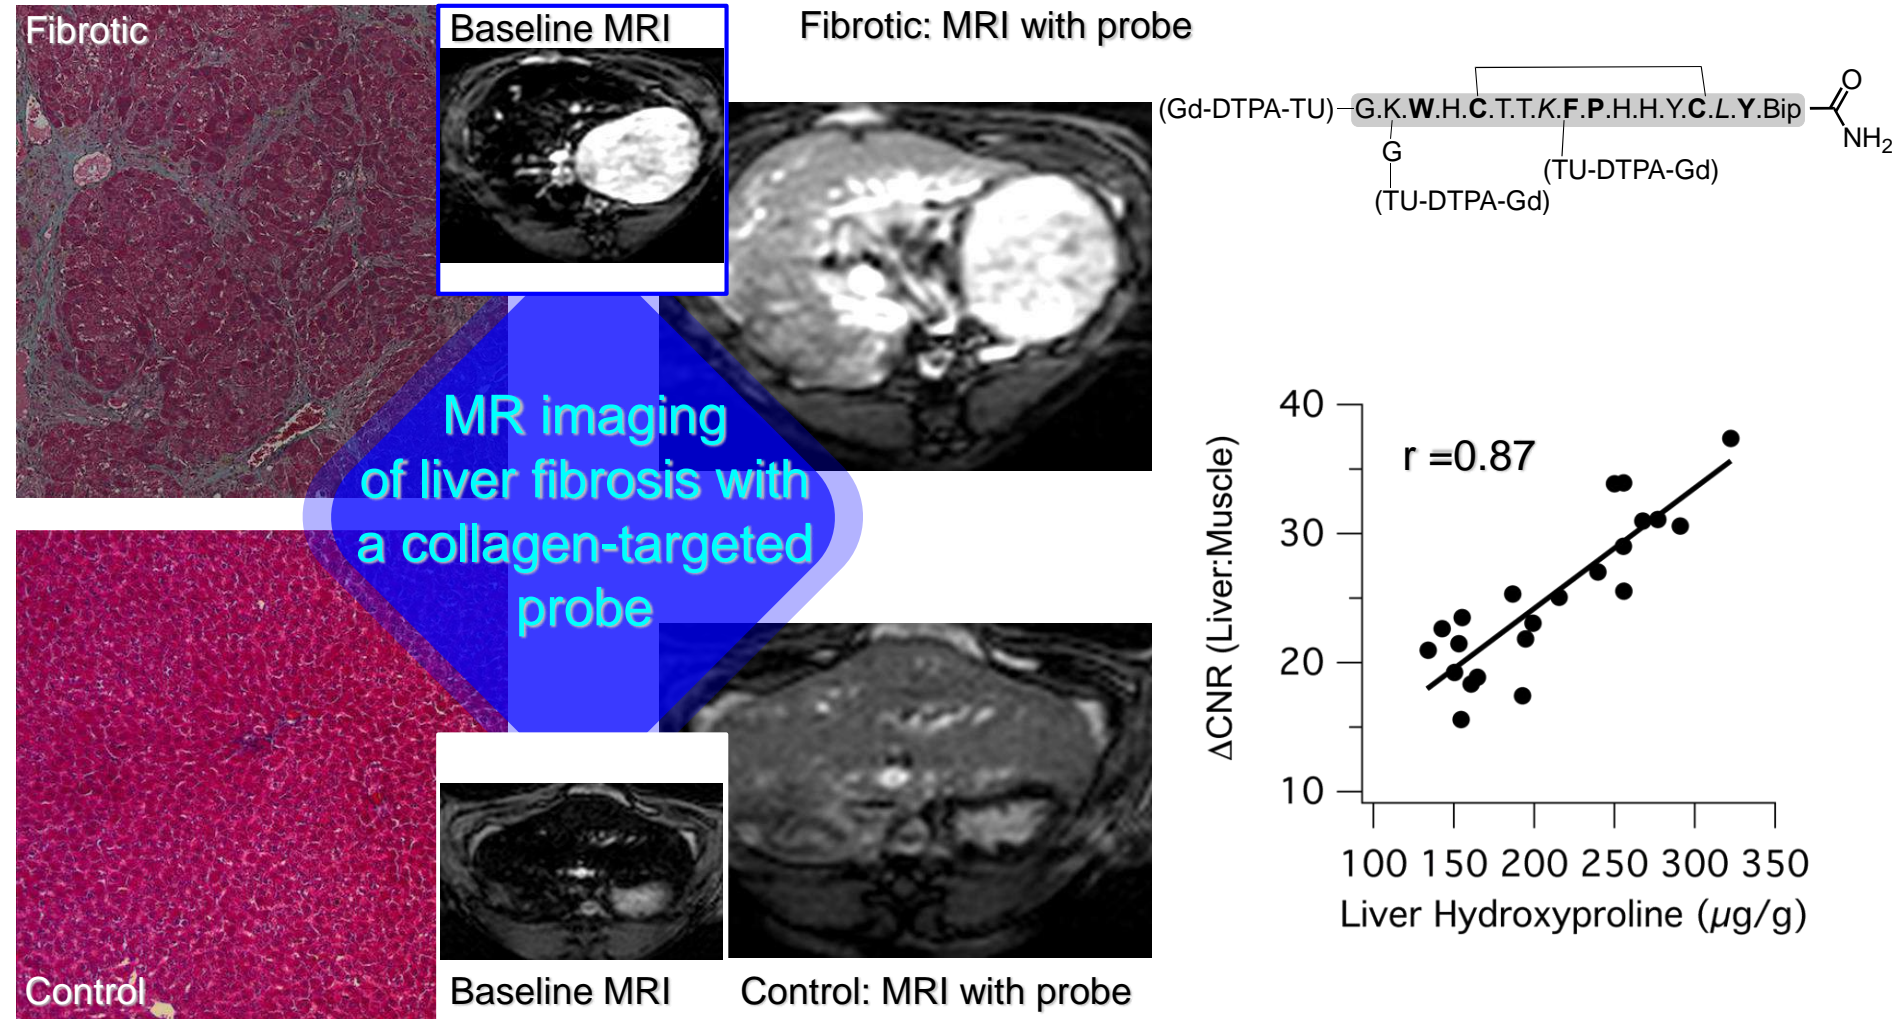 Fibrotic
Baseline MRI
Fibrotic: MRI with probe
(Gd-DTPA-TU)
G.K.W.H.C.T.T.K.F.P.H.H.Y.C.L.Y.Bip
O
NH2
G
(TU-DTPA-Gd)
(TU-DTPA-Gd)
MR imaging
of liver fibrosis with
a collagen-targeted
probe
r =0.87
40
30
20
10
ΔCNR (Liver:Muscle)
100 150 200 250 300 350
Liver Hydroxyproline (μg/g)
Control
Baseline MRI
Control: MRI with probe